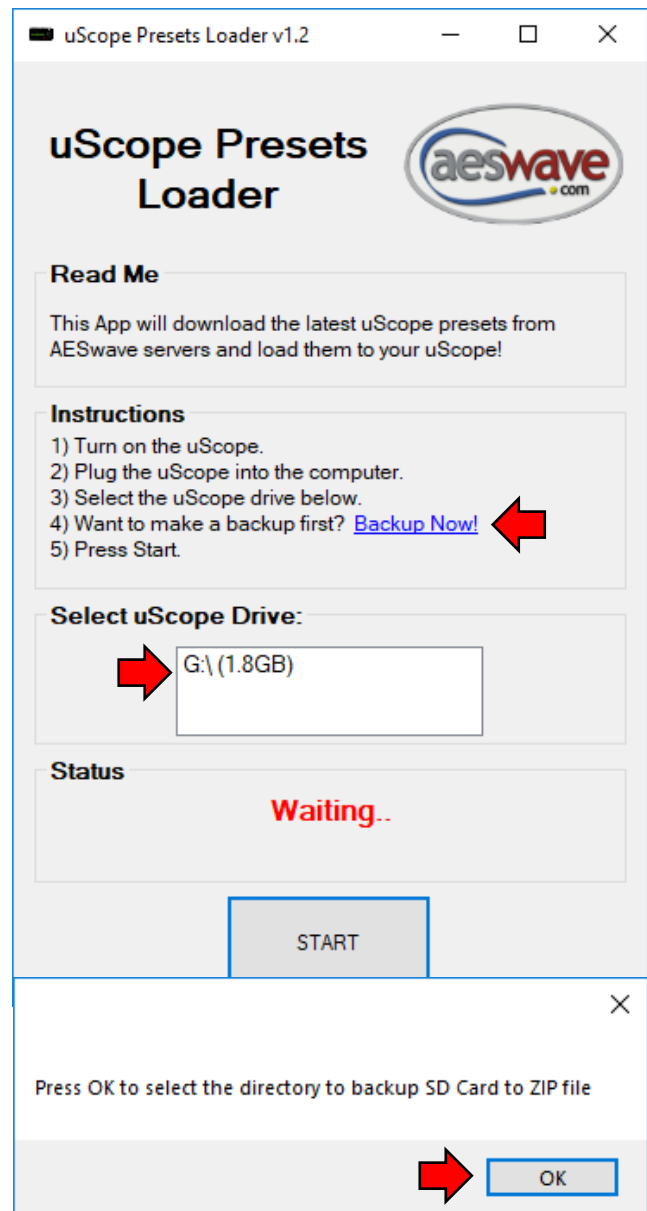 uScope Presets Loader v1.2
uScope Presets
Loader
aeswave
.com
Read Me
This App will download the latest uScope presets from
AESwave servers and load them to your uScope!
Instructions
1) Turn on the uScope.
2) Plug the uScope into the computer.
3) Select the uScope drive below.
4) Want to make a backup first? Backup Now!
5) Press Start.
Select uScope Drive:
G:\ (1.8GB)
Status
Waiting..
START
Press OK to select the directory to backup SD Card to ZIP file
OK